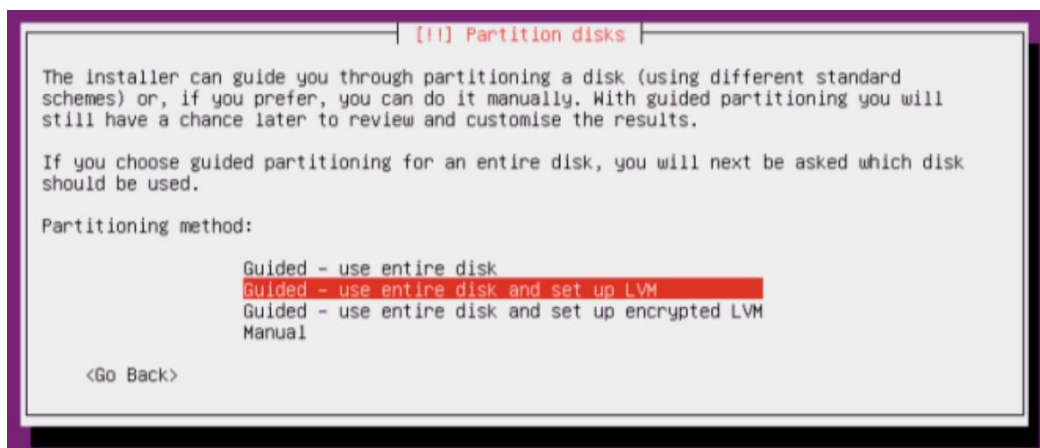 [!!] Partition disks
The installer can guide you through partitioning a disk (using different standard
schemes) or, if you prefer, you can do it manually. With guided partitioning you will
still have a chance later to review and customise the results.
If you choose guided partitioning for an entire disk, you will next be asked which disk
should be used.
Partitioning method:
Guided - use entire disk
Guided - use entire disk and set up LVM
Guided - use entire disk and set up encrypted LVM
Manual
<Go Back>